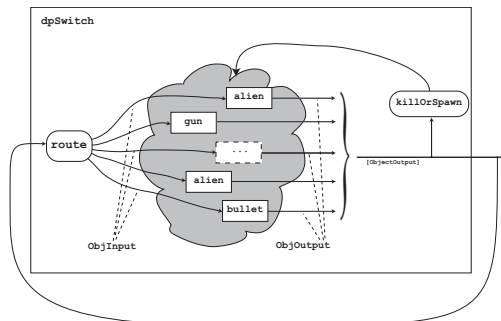 dpSwitch
alien
killOrSpawn
gun
route
...
[ObjectOutput]
alien
bullet
ObjInput
ObjOutput